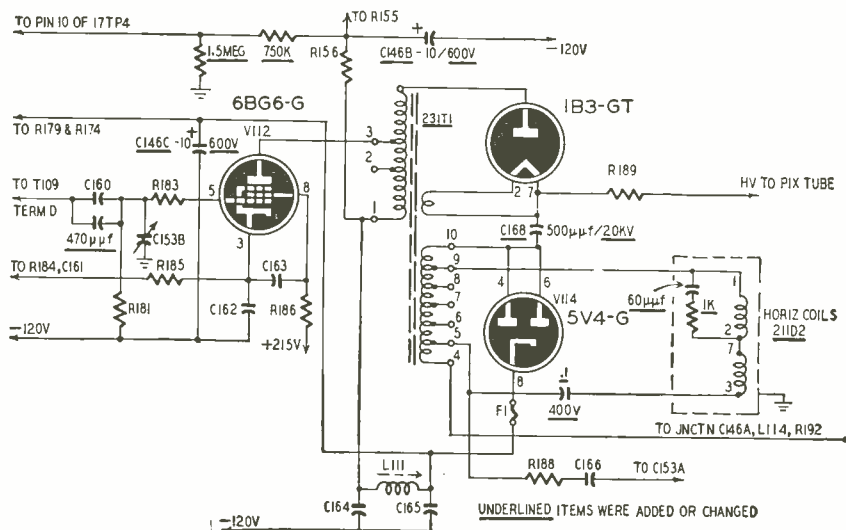 TO PIN 10 OF 17TP4
TO R155
1.5MEG
750K
R156
C146B-10/600V
-120V
6BG6-G
1B3-GT
TO R179 & R174
C146C-10
600V
V112
231T1
3
2
1
TO T109
TERM D
C160
R183
5
8
470μμf
C153B
3
2 7
R189
HV TO PIX TUBE
C168
500μμf/20KV
TO R184,C161
R185
C163
R181
C162
R186
-120V
+215V
10
9
8
7
6
5
4
4
6
V114
5V4-G
8
60μμf
1K
1
2
7
3
HORIZ COILS
211D2
F1
.1
400V
TO JNCTN C146A, L114, R192
L111
R188
C166
TO C153A
C164
C165
-120V
UNDERLINED ITEMS WERE ADDED OR CHANGED